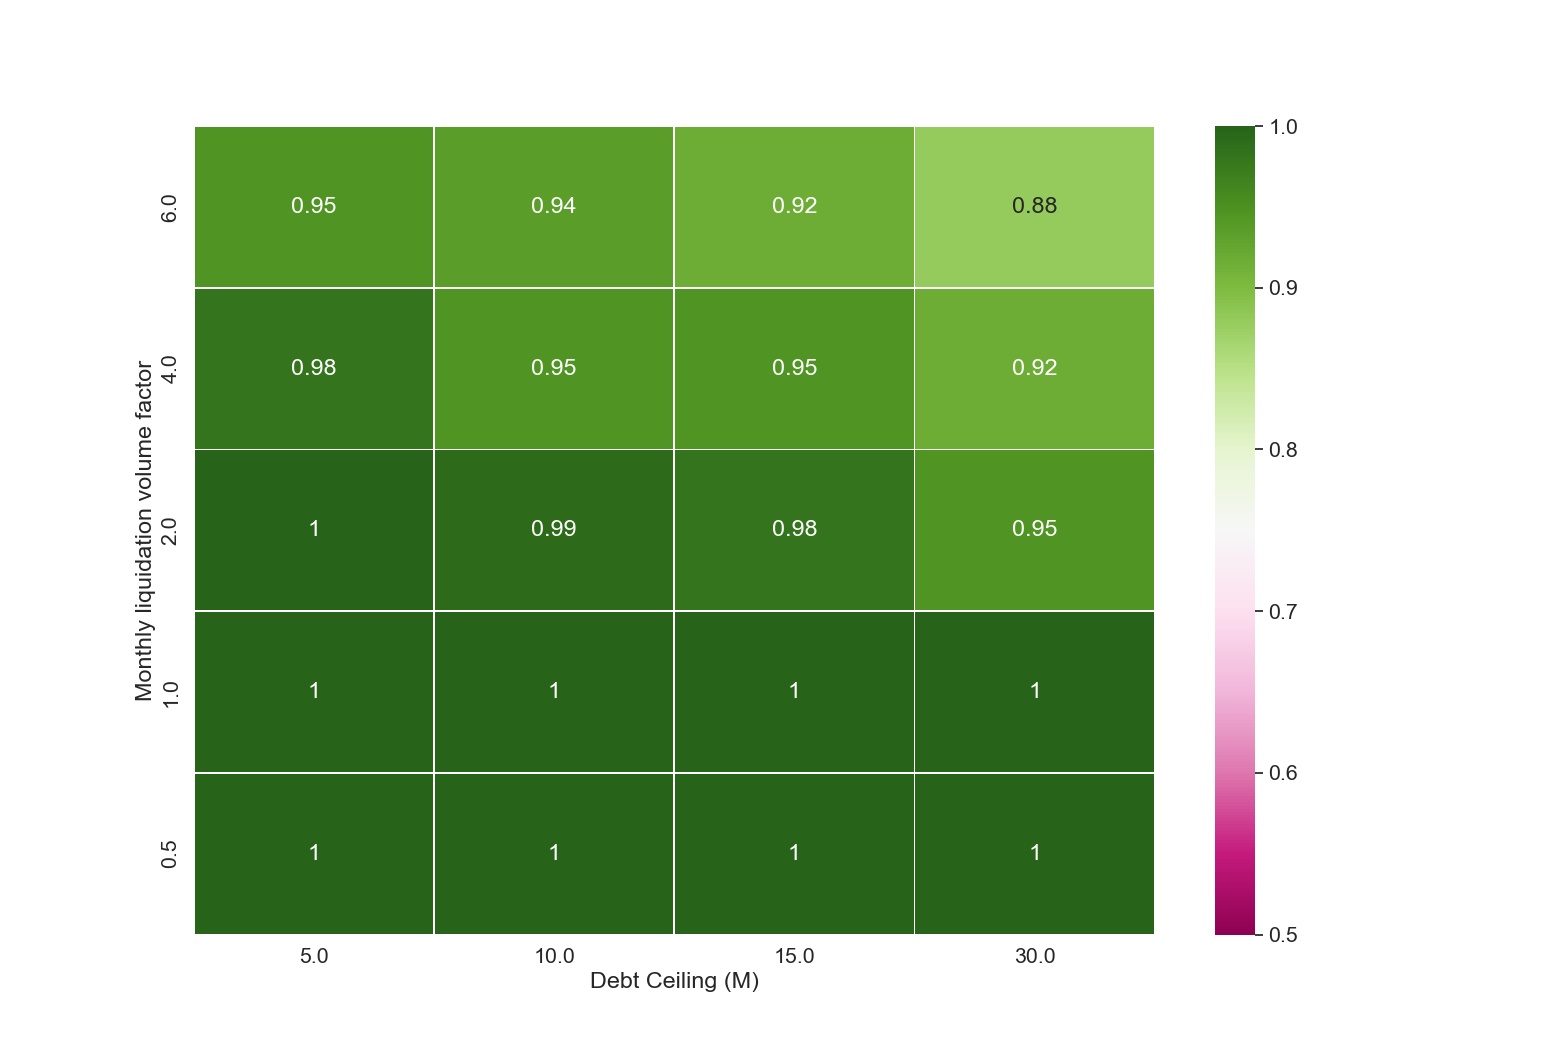 Monthly liquidation volume factor
6.0 0.95 0.94 0.92 0.88
4.0 0.98 0.95 0.95 0.92
2.0 1 0.99 0.98 0.95
1.0 1 1 1 1
0.5 1 1 1 1
5.0 10.0 15.0 30.0
Debt Ceiling (M)
1.0
0.9
0.8
0.7
0.6
0.5